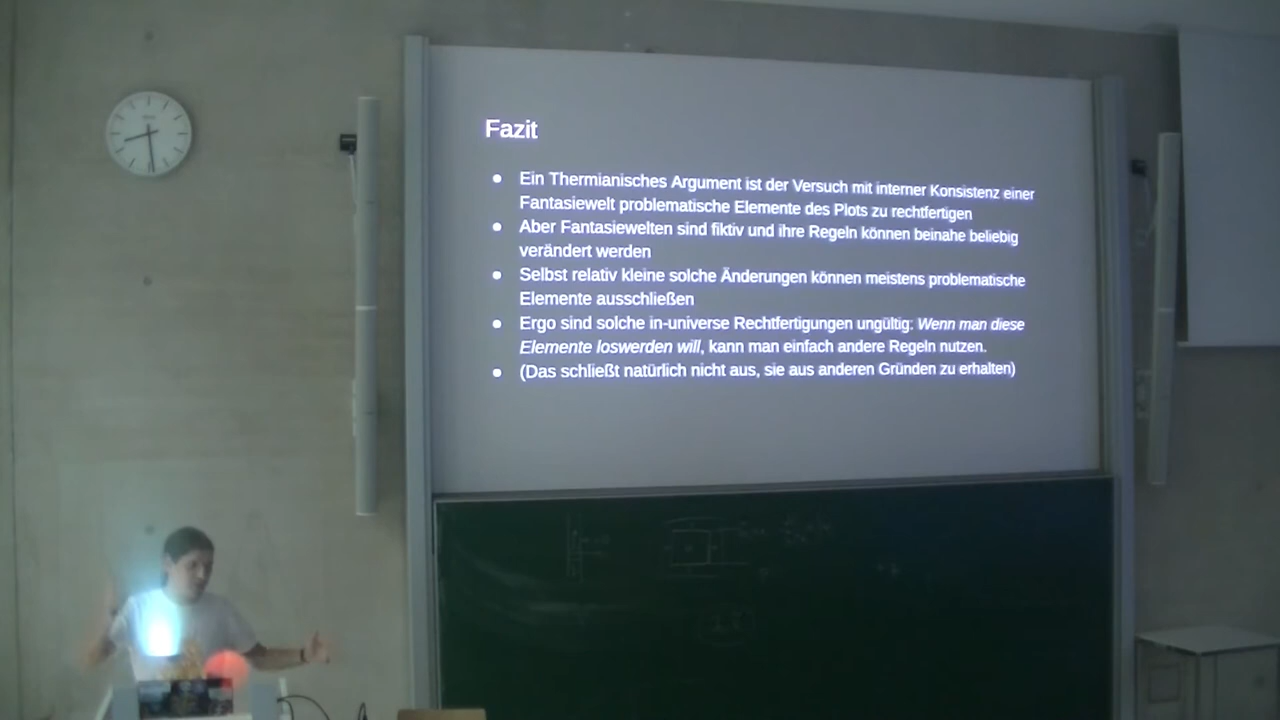 Fazit
● Ein Thermianisches Argument ist der Versuch mit interner Konsistenz einer
Fantasiewelt problematische Elemente des Plots zu rechtfertigen
● Aber Fantasiewelten sind fiktiv und ihre Regeln können beinahe beliebig
verändert werden
● Selbst relativ kleine solche Änderungen können meistens problematische
Elemente ausschließen
● Ergo sind solche in-universe Rechtfertigungen ungültig: Wenn man diese
Elemente loswerden will, kann man einfach andere Regeln nutzen.
● (Das schließt natürlich nicht aus, sie aus anderen Gründen zu erhalten)